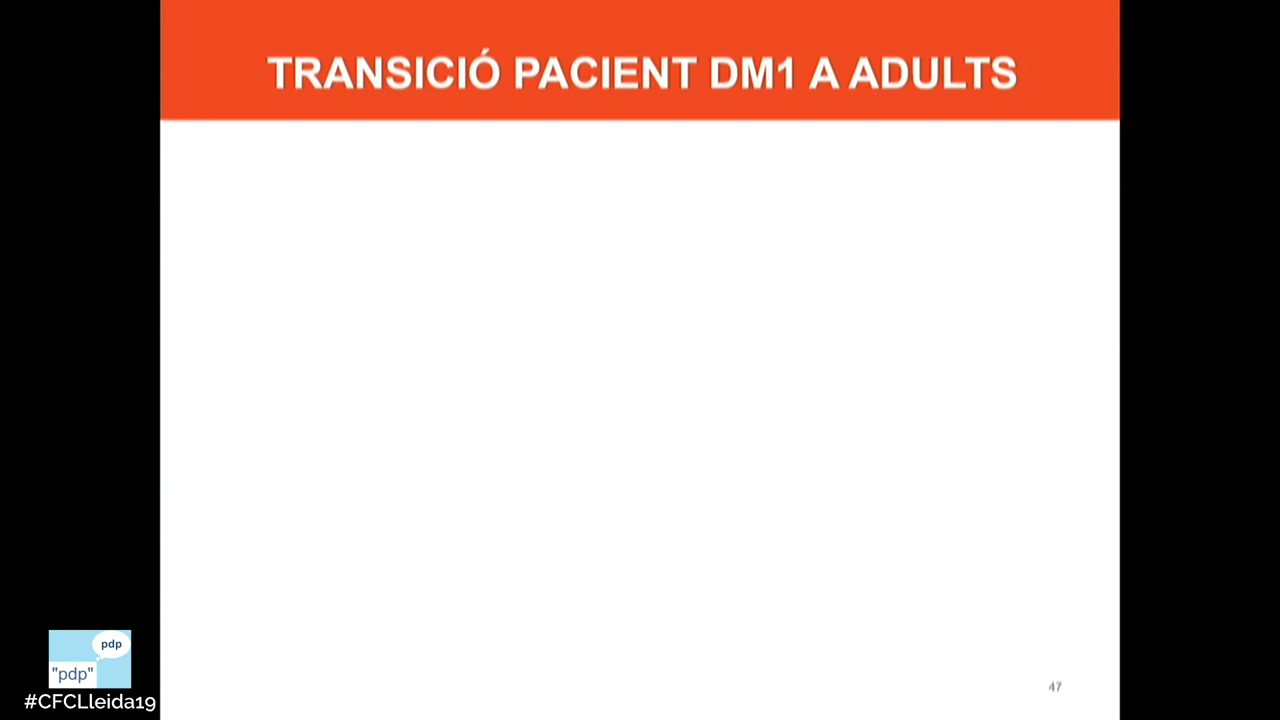 TRANSICIÓ PACIENT DM1 A ADULTS
pdp
"pdp"
#CFCLleida19
47